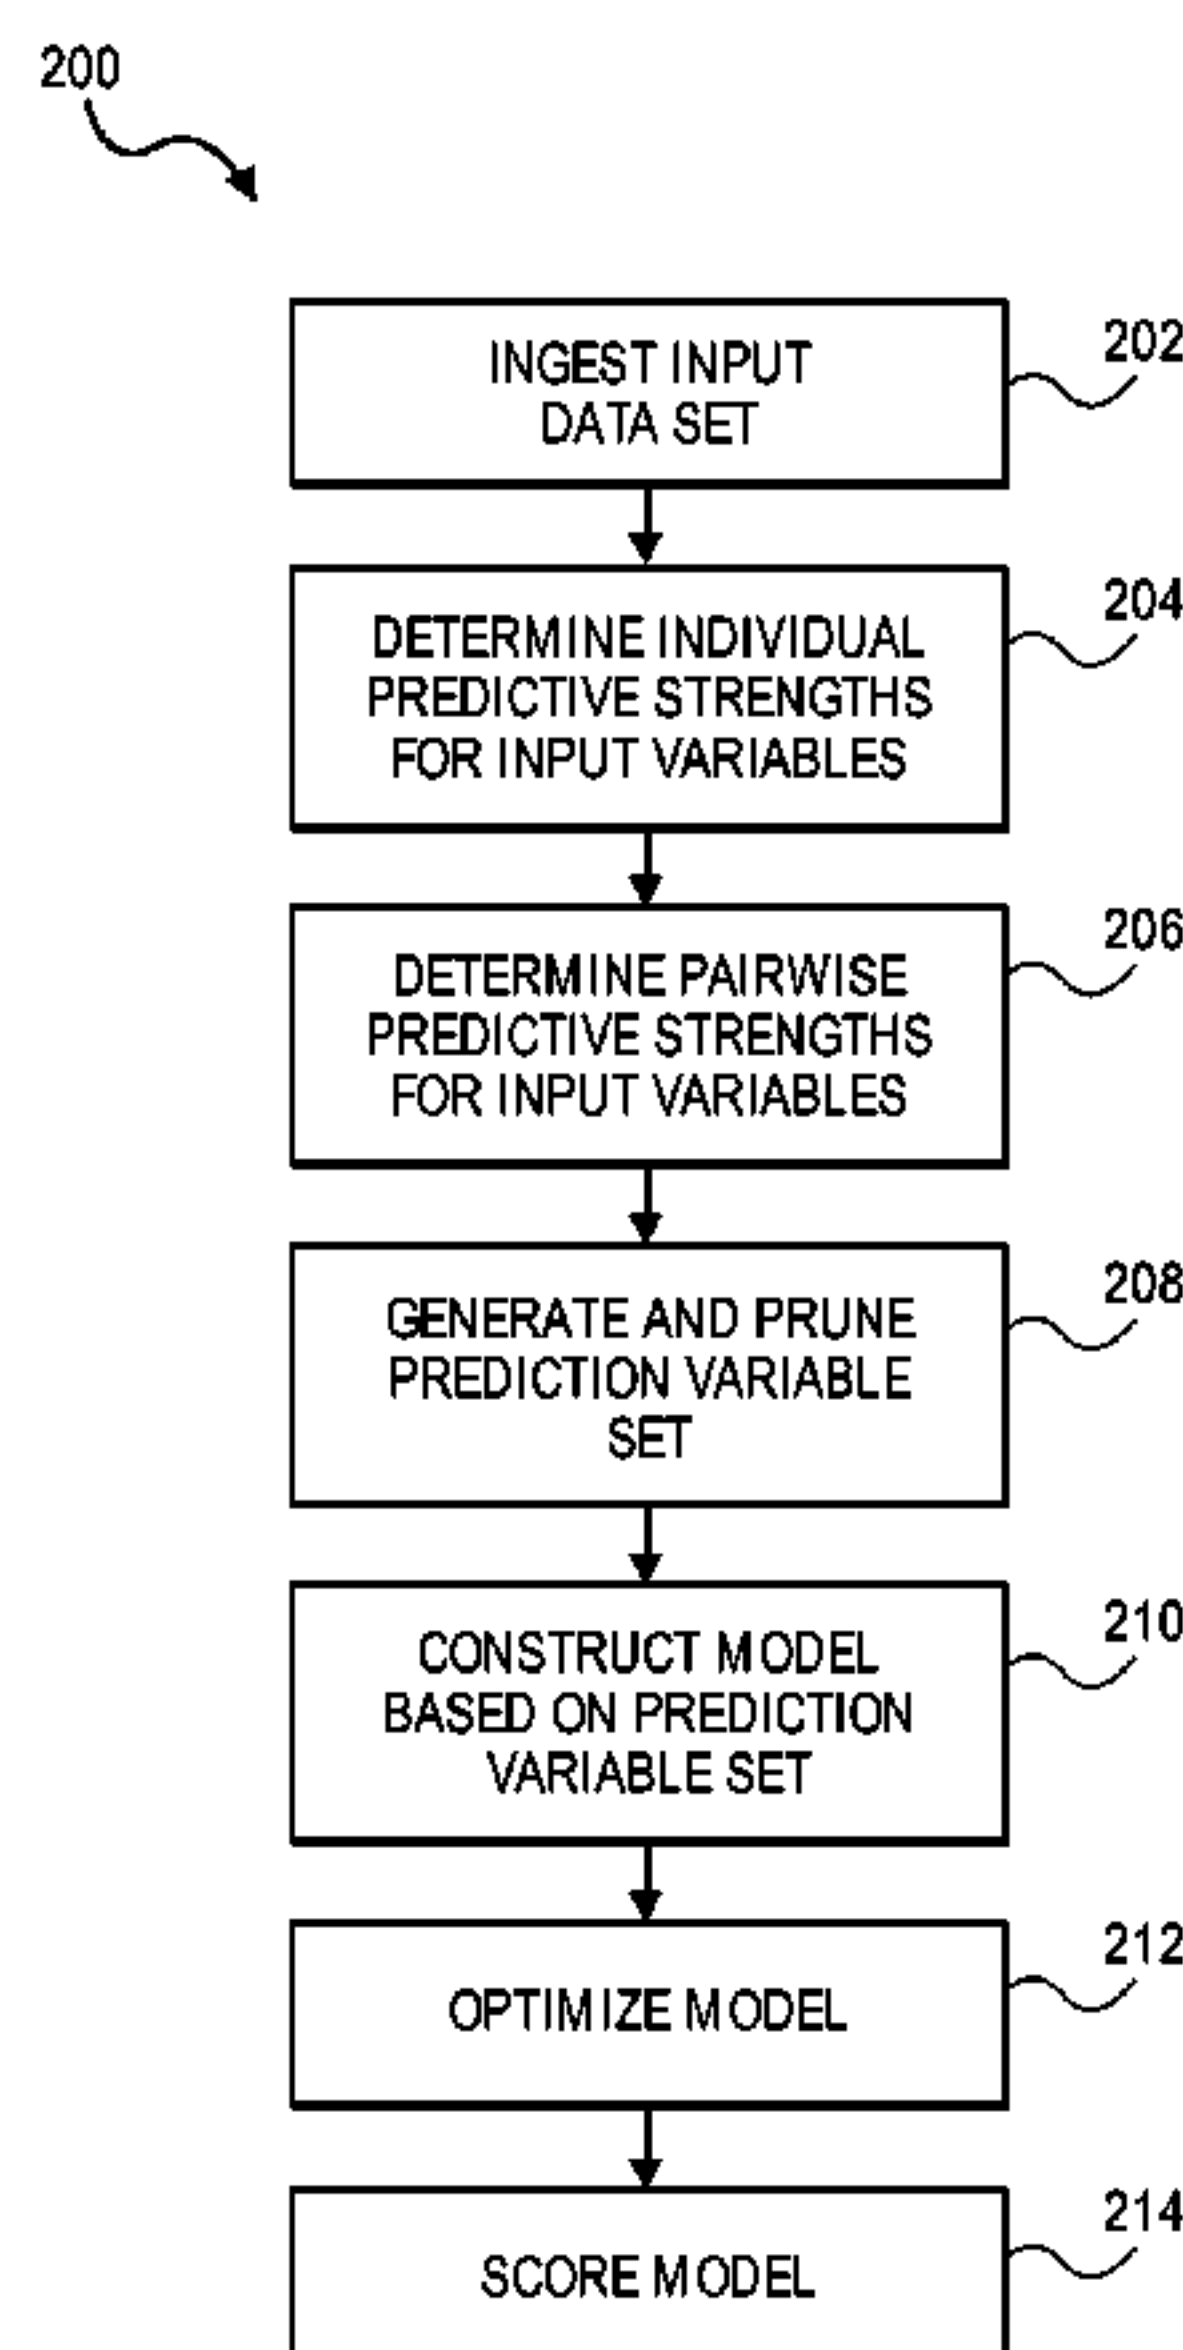 200
INGEST INPUT
DATA SET
202
DETERMINE INDIVIDUAL
PREDICTIVE STRENGTHS
FOR INPUT VARIABLES
204
DETERMINE PAIRWISE
PREDICTIVE STRENGTHS
FOR INPUT VARIABLES
206
GENERATE AND PRUNE
PREDICTION VARIABLE
SET
208
CONSTRUCT MODEL
BASED ON PREDICTION
VARIABLE SET
210
OPTIMIZE MODEL
212
SCORE MODEL
214